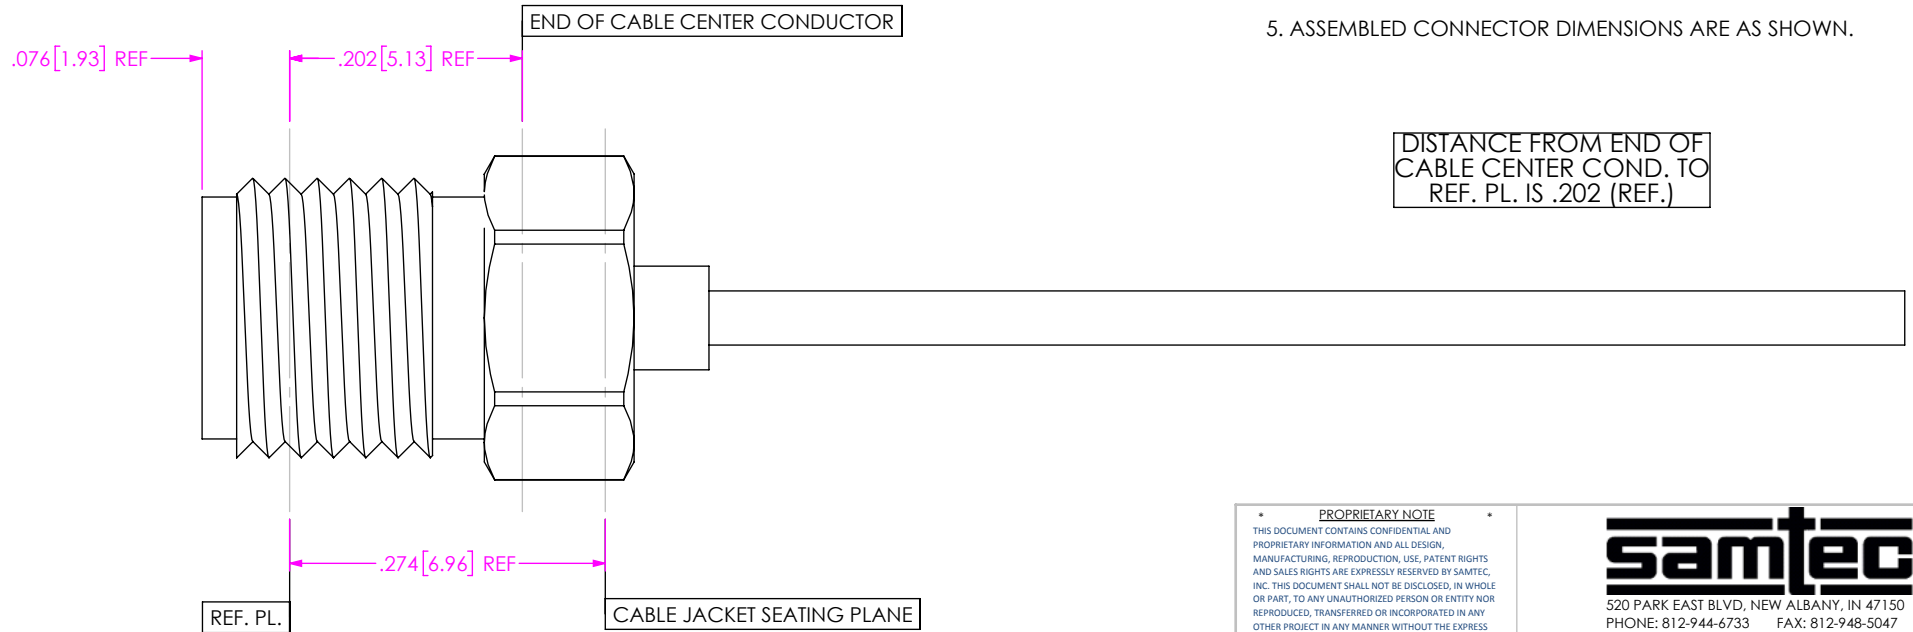 END OF CABLE CENTER CONDUCTOR
5. ASSEMBLED CONNECTOR DIMENSIONS ARE AS SHOWN.
.076[1.93] REF
.202[5.13] REF
DISTANCE FROM END OF
CABLE CENTER COND. TO
REF. PL. IS .202 (REF.)
.274[6.96] REF
REF. PL.
CABLE JACKET SEATING PLANE
* PROPRIETARY NOTE *
THIS DOCUMENT CONTAINS CONFIDENTIAL AND
PROPRIETARY INFORMATION AND ALL DESIGN,
MANUFACTURING, REPRODUCTION, USE, PATENT RIGHTS
AND SALES RIGHTS ARE EXPRESSLY RESERVED BY SAMTEC,
INC. THIS DOCUMENT SHALL NOT BE DISCLOSED, IN WHOLE
OR PART, TO ANY UNAUTHORIZED PERSON OR ENTITY NOR
REPRODUCED, TRANSFERRED OR INCORPORATED IN ANY
OTHER PROJECT IN ANY MANNER WITHOUT THE EXPRESS
samtec
520 PARK EAST BLVD, NEW ALBANY, IN 47150
PHONE: 812-944-6733 FAX: 812-948-5047